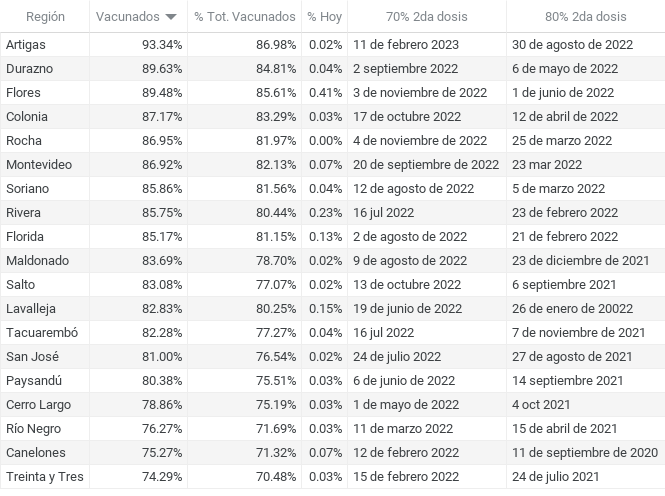 Región Vacunados % Tot. Vacunados % Hoy 70% 2da dosis 80% 2da dosis
Artigas 93.34% 86.98% 0.02% 11 de febrero 2023 30 de agosto de 2022
Durazno 89.63% 84.81% 0.04% 2 septiembre 2022 6 de mayo de 2022
Flores 89.48% 85.61% 0.41% 3 de noviembre de 2022 1 de junio de 2022
Colonia 87.17% 83.29% 0.03% 17 de octubre 2022 12 de abril de 2022
Rocha 86.95% 81.97% 0.00% 4 de noviembre de 2022 25 de marzo 2022
Montevideo 86.92% 82.13% 0.07% 20 de septiembre de 2022 23 mar 2022
Soriano 85.86% 81.56% 0.04% 12 de agosto de 2022 5 de marzo 2022
Rivera 85.75% 80.44% 0.23% 16 jul 2022 23 de febrero 2022
Florida 85.17% 81.15% 0.13% 2 de agosto de 2022 21 de febrero 2022
Maldonado 83.69% 78.70% 0.02% 9 de agosto de 2022 23 de diciembre de 2021
Salto 83.08% 77.07% 0.02% 13 de octubre 2022 6 septiembre 2021
Lavalleja 82.83% 80.25% 0.15% 19 de junio de 2022 26 de enero de 20022
Tacuarembó 82.28% 77.27% 0.04% 16 jul 2022 7 de noviembre de 2021
San José 81.00% 76.54% 0.02% 24 de julio 2022 27 de agosto de 2021
Paysandú 80.38% 75.51% 0.03% 6 de junio de 2022 14 septiembre 2021
Cerro Largo 78.86% 75.19% 0.03% 1 de mayo de 2022 4 oct 2021
Río Negro 76.27% 71.69% 0.03% 11 de marzo 2022 15 de abril de 2021
Canelones 75.27% 71.32% 0.07% 12 de febrero 2022 11 de septiembre de 2020
Treinta y Tres 74.29% 70.48% 0.03% 15 de febrero 2022 24 de julio 2021